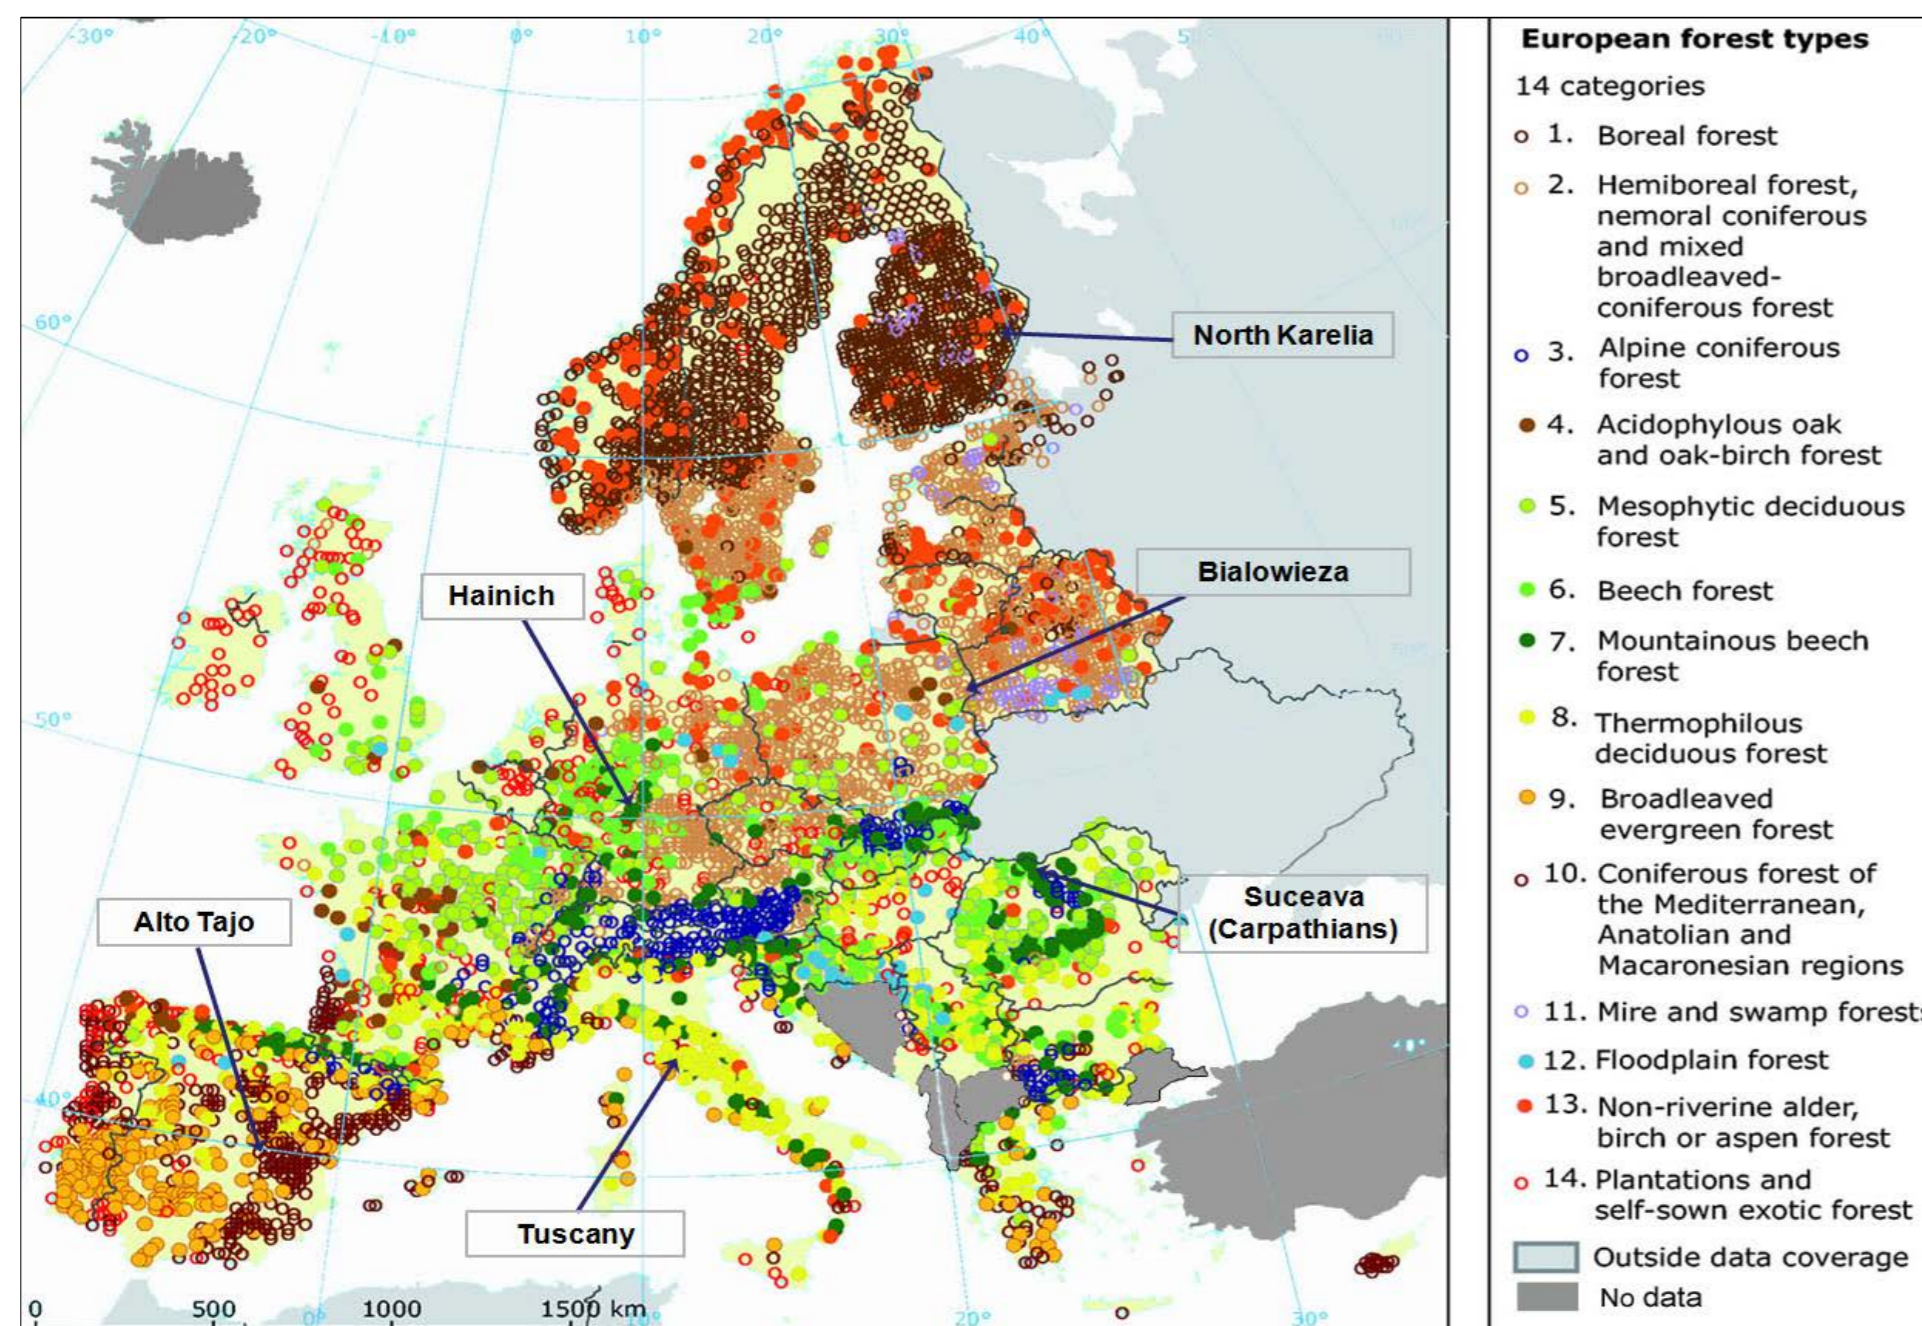 -30°
-20°
-10°
0°
10°
20°
30°
40°
60°
50°
40°
North Karelia
Bialowieza
Hainich
Suceava
(Carpathians)
Alto Tajo
Tuscany
0 500 1000 1500 km
0°
10°
20°
30°
European forest types
14 categories
1. Boreal forest
2. Hemiboreal forest,
nemoral coniferous
and mixed
broadleaved-
coniferous forest
3. Alpine coniferous
forest
4. Acidophylous oak
and oak-birch forest
5. Mesophytic deciduous
forest
6. Beech forest
7. Mountainous beech
forest
8. Thermophilous
deciduous forest
9. Broadleaved
evergreen forest
10. Coniferous forest of
the Mediterranean,
Anatolian and
Macaronesian regions
11. Mire and swamp forests
12. Floodplain forest
13. Non-riverine alder,
birch or aspen forest
14. Plantations and
self-sown exotic forest
Outside data coverage
No data